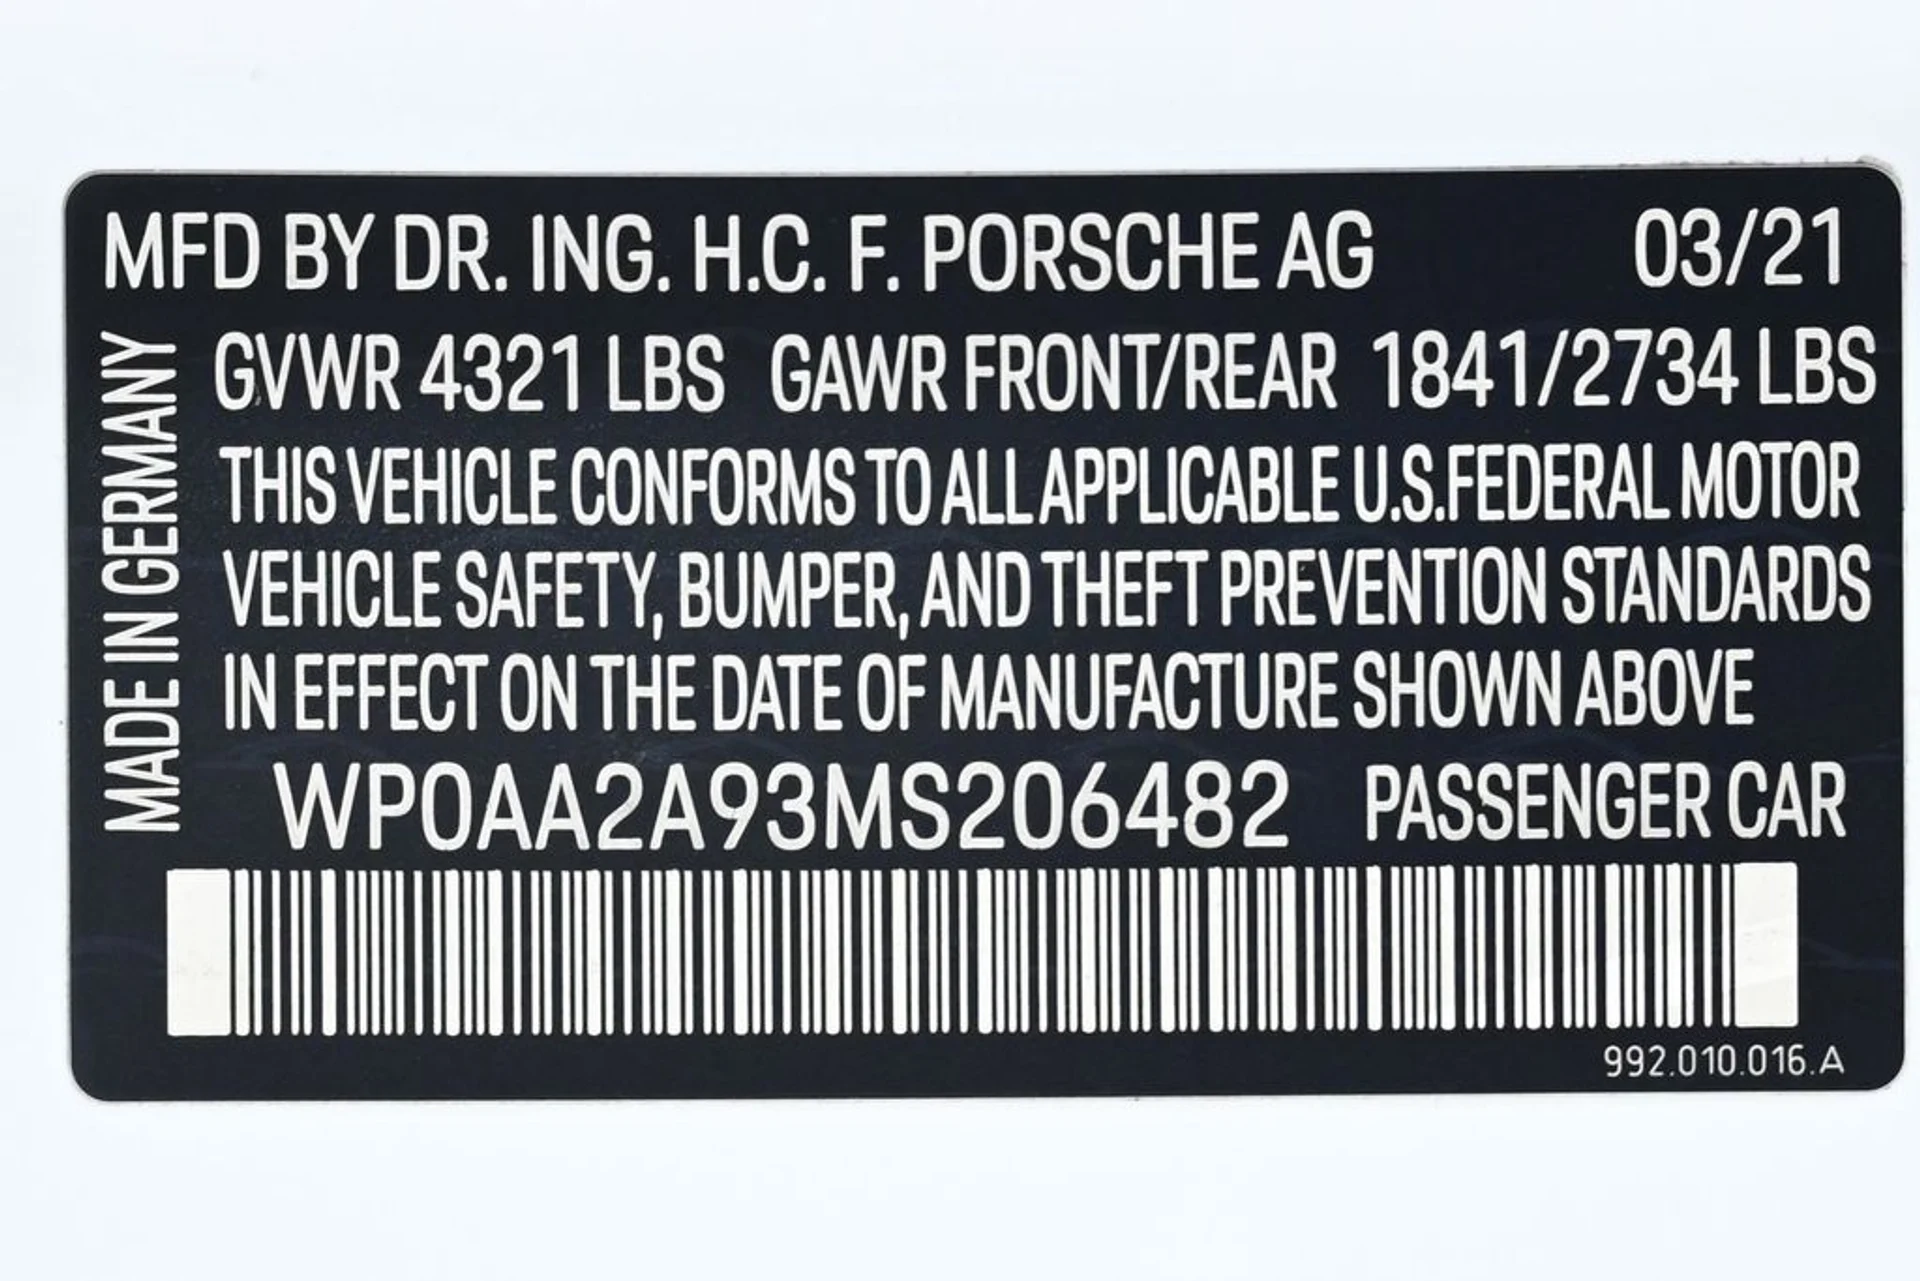 MFD BY DR. ING. H.C. F. PORSCHE AG 03/21
MADE IN GERMANY
GVWR 4321 LBS GAWR FRONT/REAR 1841/2734 LBS
THIS VEHICLE CONFORMS TO ALL APPLICABLE U.S.FEDERAL MOTOR
VEHICLE SAFETY, BUMPER, AND THEFT PREVENTION STANDARDS
IN EFFECT ON THE DATE OF MANUFACTURE SHOWN ABOVE
WP0AA2A93MS206482 PASSENGER CAR
992.010.016.A